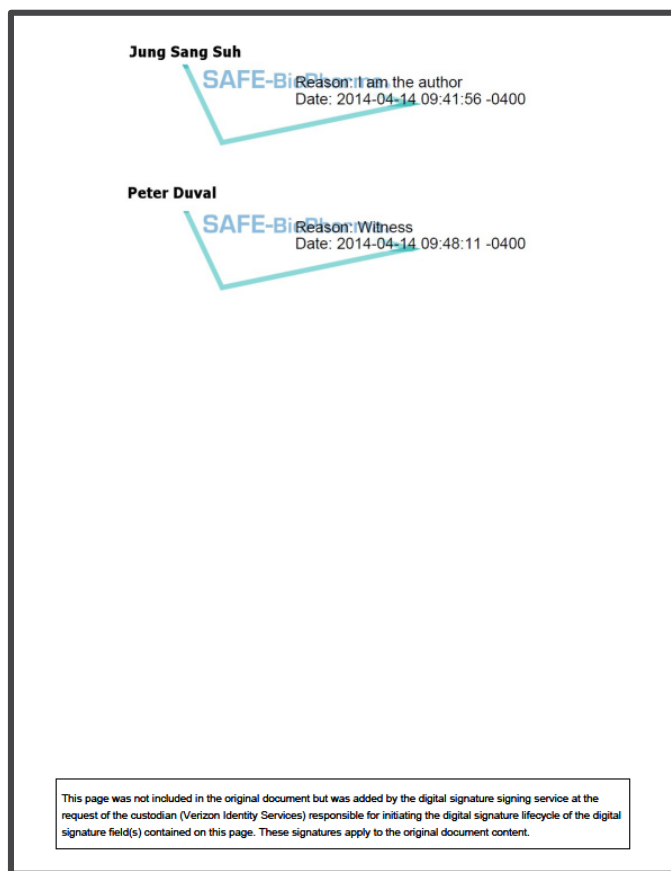 Jung Sang Suh
SAFE-BioPharma
Reason: I am the author
Date: 2014-04-14 09:41:56 -0400
Peter Duval
SAFE-BioPharma
Reason: Witness
Date: 2014-04-14 09:48:11 -0400
This page was not included in the original document but was added by the digital signature signing service at the
request of the custodian (Verizon Identity Services) responsible for initiating the digital signature lifecycle of the digital
signature field(s) contained on this page. These signatures apply to the original document content.